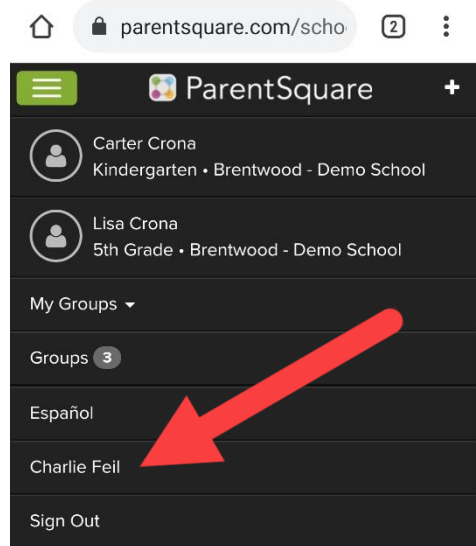 parentsquare.com/scho
2
ParentSquare
+
Carter Crona
Kindergarten • Brentwood - Demo School
Lisa Crona
5th Grade • Brentwood - Demo School
My Groups
Groups 3
Español
Charlie Feil
Sign Out